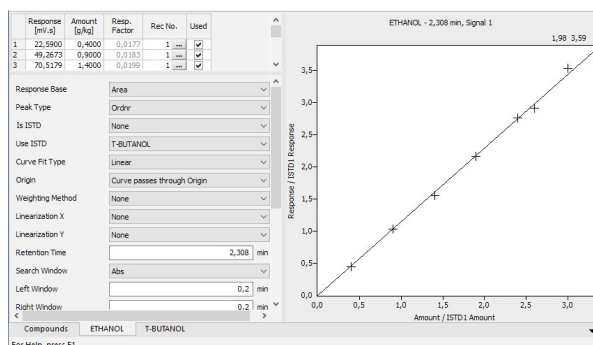 Response [mV.s] Amount [g/kg] Resp. Factor Rec No. Used
1 22,5900 0,4000 0,0177 1 ...
2 49,2673 0,9000 0,0183 1 ...
3 70,5179 1,4000 0,0199 1 ...
Response Base Area
Peak Type Ordnr
Is ISTD None
Use ISTD T-BUTANOL
Curve Fit Type Linear
Origin Curve passes through Origin
Weighting Method None
Linearization X None
Linearization Y None
Retention Time 2,308 min
Search Window Abs
Left Window 0,2 min
Right Window 0,2 min
Compounds ETHANOL T-BUTANOL
For Help, press F1
ETHANOL - 2,308 min, Signal 1
1,98 3,59
Response / ISTD1 Response
3,5
3,0
2,5
2,0
1,5
1,0
0,5
0,0
0,0 0,5 1,0 1,5 2,0 2,5 3,0
Amount / ISTD1 Amount